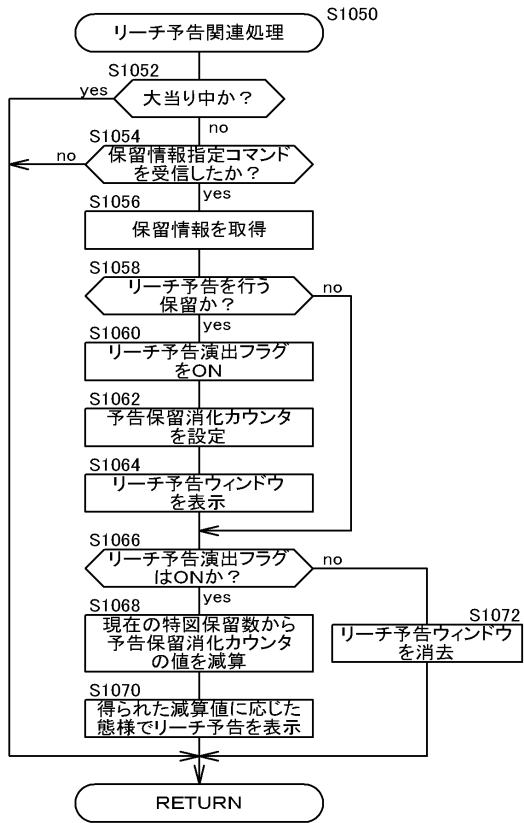 リーチ予告関連処理
S1050
S1052
大当り中か？
yes
no
S1054
保留情報指定コマンド
を受信したか？
no
yes
S1056
保留情報を取得
S1058
リーチ予告を行う
保留か？
no
yes
S1060
リーチ予告演出フラグ
をON
S1062
予告保留消化カウンタ
を設定
S1064
リーチ予告ウィンドウ
を表示
S1066
リーチ予告演出フラグ
はONか？
no
yes
S1068
現在の特図保留数から
予告保留消化カウンタ
の値を減算
S1072
リーチ予告ウィンドウ
を消去
S1070
得られた減算値に応じた
態様でリーチ予告を表示
RETURN